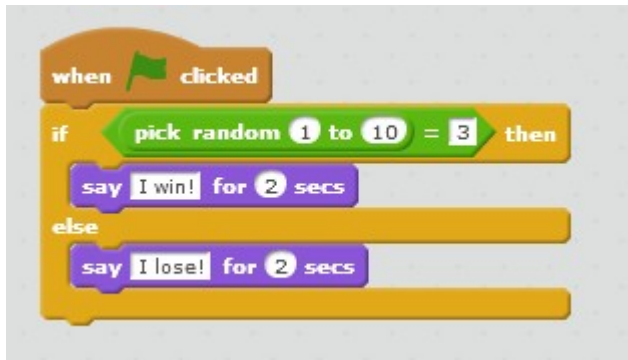 when clicked
if pick random 1 to 10 = 3 then
say I win! for 2 secs
else
say I lose! for 2 secs